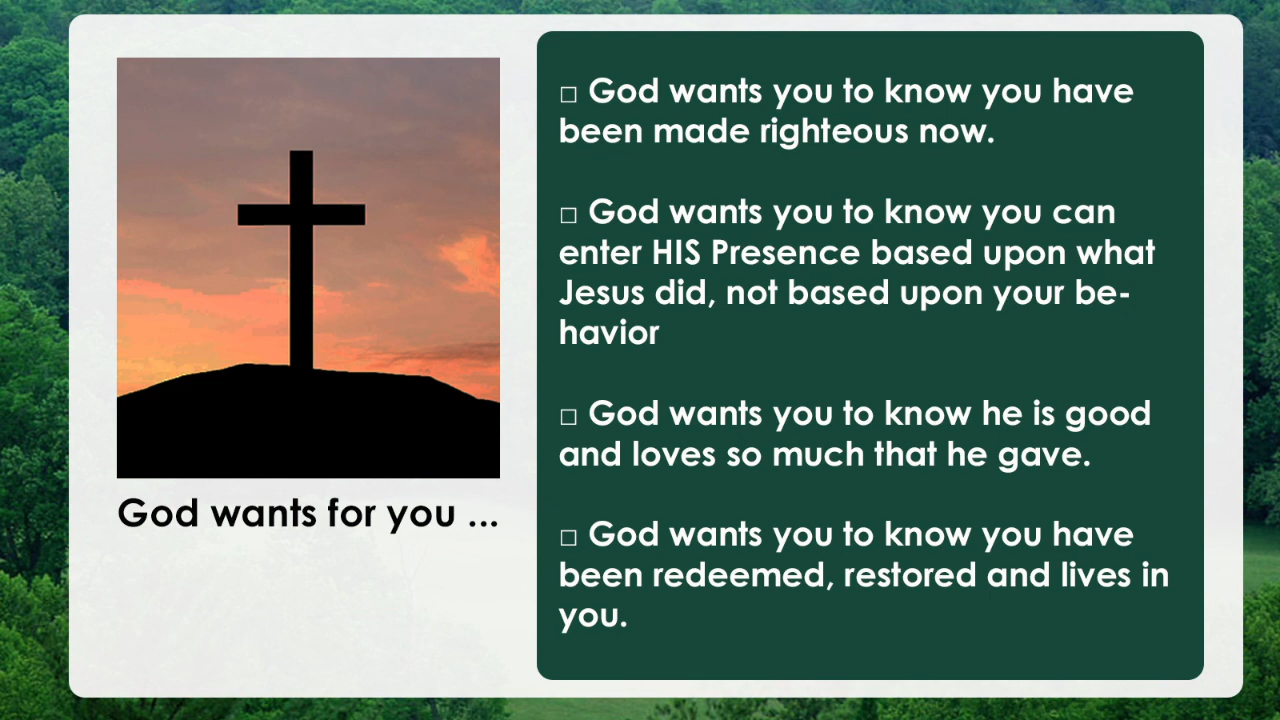 God wants for you ...
□ God wants you to know you have
been made righteous now.
□ God wants you to know you can
enter HIS Presence based upon what
Jesus did, not based upon your be-
havior
□ God wants you to know he is good
and loves so much that he gave.
□ God wants you to know you have
been redeemed, restored and lives in
you.